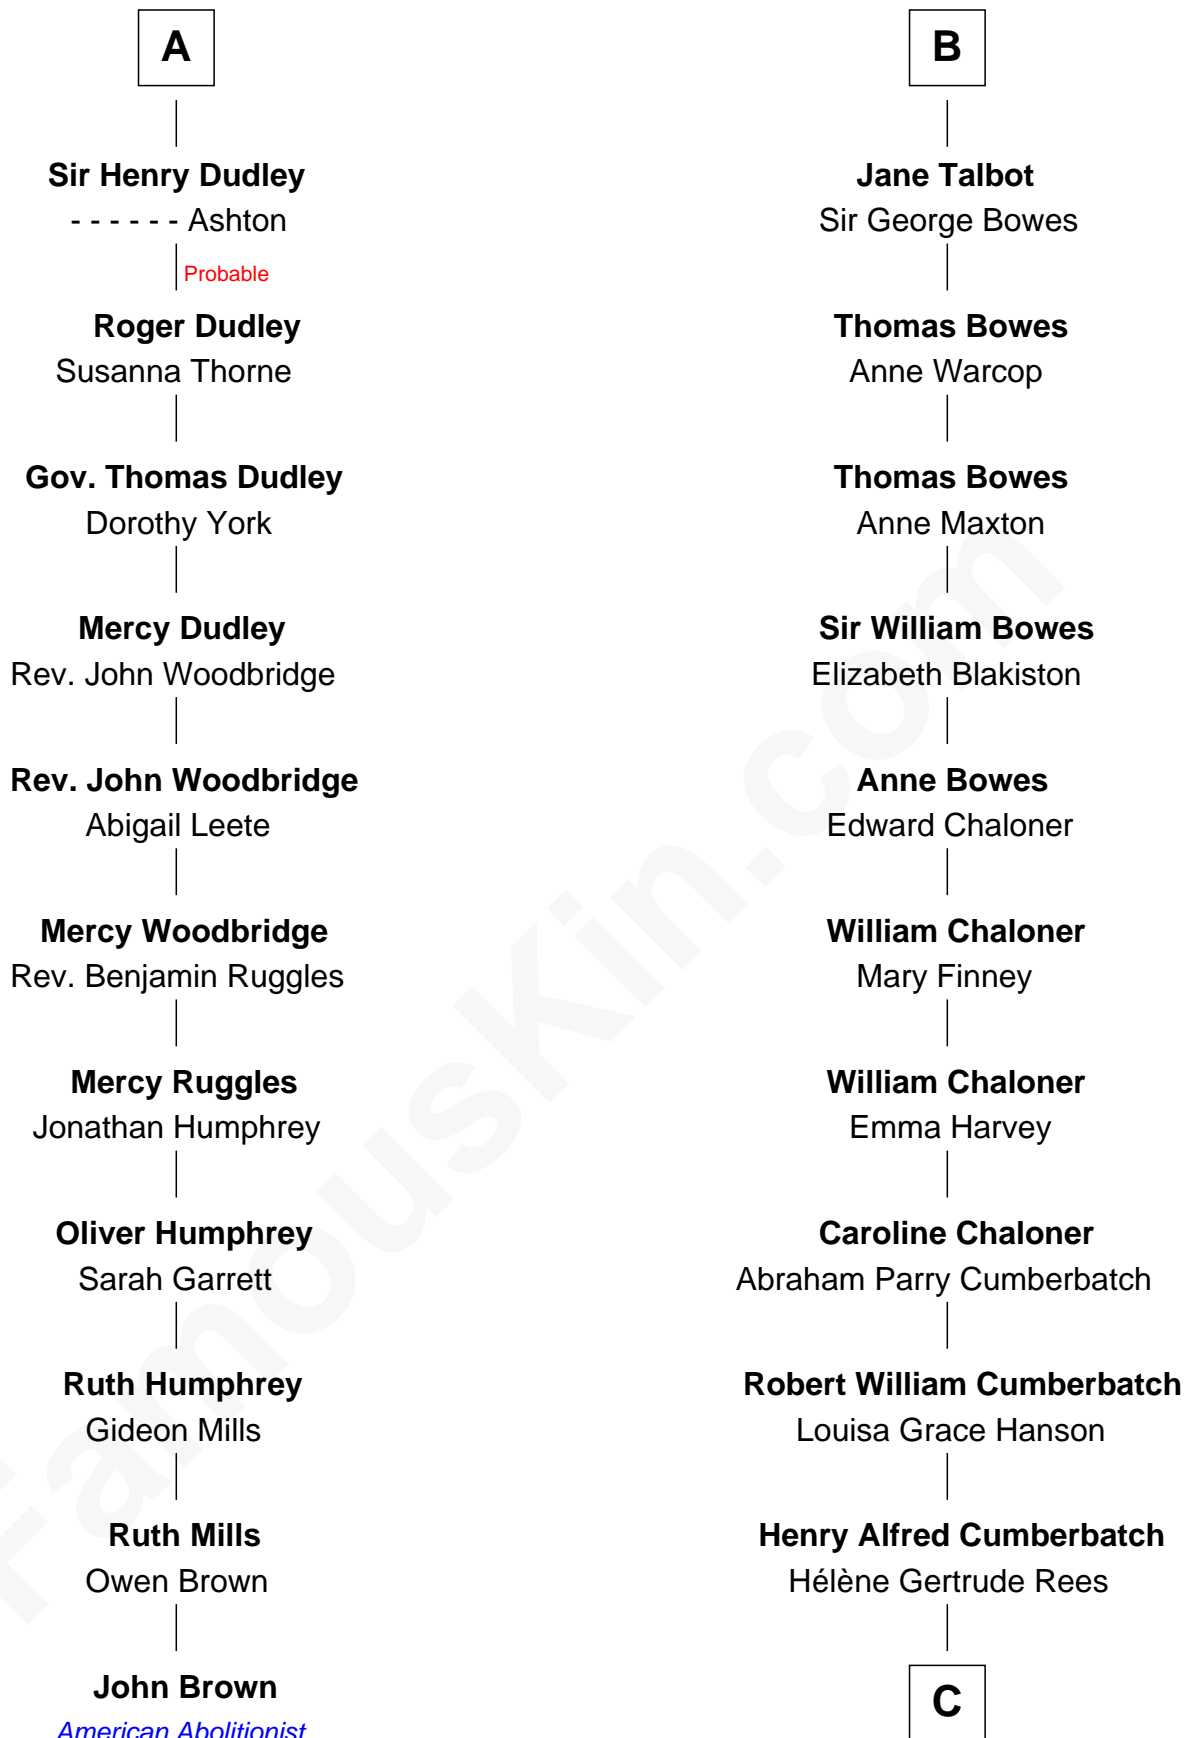 A
Sir Henry Dudley
- - - - - - Ashton
Probable
Roger Dudley
Susanna Thorne
Gov. Thomas Dudley
Dorothy York
Mercy Dudley
Rev. John Woodbridge
Rev. John Woodbridge
Abigail Leete
Mercy Woodbridge
Rev. Benjamin Ruggles
Mercy Ruggles
Jonathan Humphrey
Oliver Humphrey
Sarah Garrett
Ruth Humphrey
Gideon Mills
Ruth Mills
Owen Brown
John Brown
American Abolitionist
B
Jane Talbot
Sir George Bowes
Thomas Bowes
Anne Warcop
Thomas Bowes
Anne Maxton
Sir William Bowes
Elizabeth Blakiston
Anne Bowes
Edward Chaloner
William Chaloner
Mary Finney
William Chaloner
Emma Harvey
Caroline Chaloner
Abraham Parry Cumberbatch
Robert William Cumberbatch
Louisa Grace Hanson
Henry Alfred Cumberbatch
Hélène Gertrude Rees
C
FamousKin.com